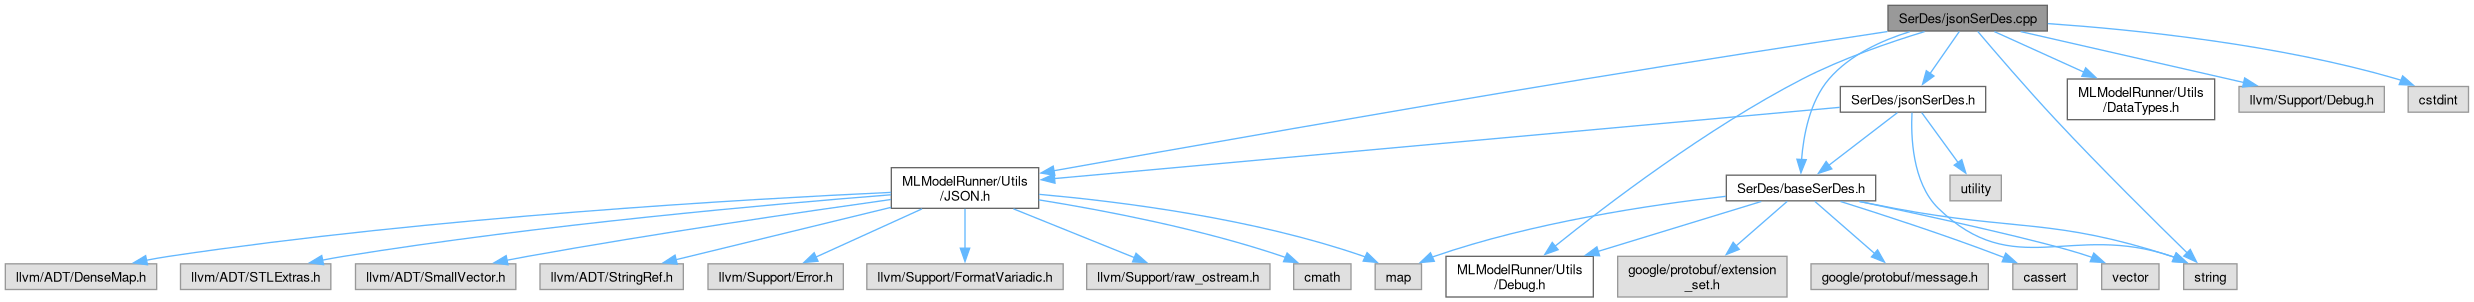 SerDes/jsonSerDes.cpp
SerDes/jsonSerDes.h
MLModelRunner/Utils
/DataTypes.h
llvm/Support/Debug.h
cstdint
MLModelRunner/Utils
/JSON.h
SerDes/baseSerDes.h
utility
llvm/ADT/DenseMap.h
llvm/ADT/STLExtras.h
llvm/ADT/SmallVector.h
llvm/ADT/StringRef.h
llvm/Support/Error.h
llvm/Support/FormatVariadic.h
llvm/Support/raw_ostream.h
cmath
map
MLModelRunner/Utils
/Debug.h
google/protobuf/extension
_set.h
google/protobuf/message.h
cassert
vector
string